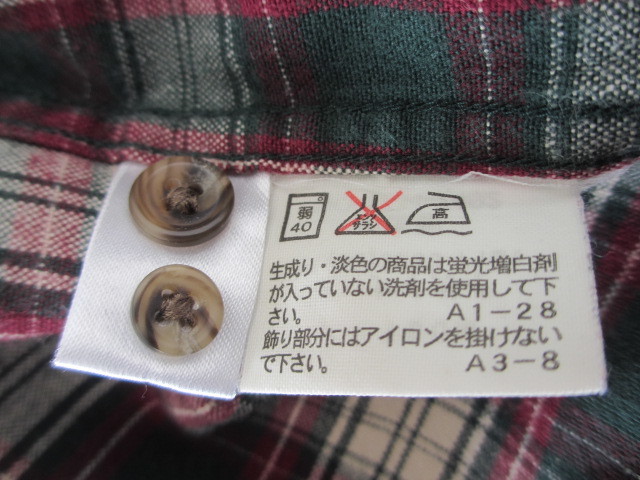 弱
40
エンソ
サラシ
高
生成り・淡色の商品は蛍光増白剤
が入っていない洗剤を使用して下
さい。 A1-28
飾り部分にはアイロンを掛けない
で下さい。 A3-8